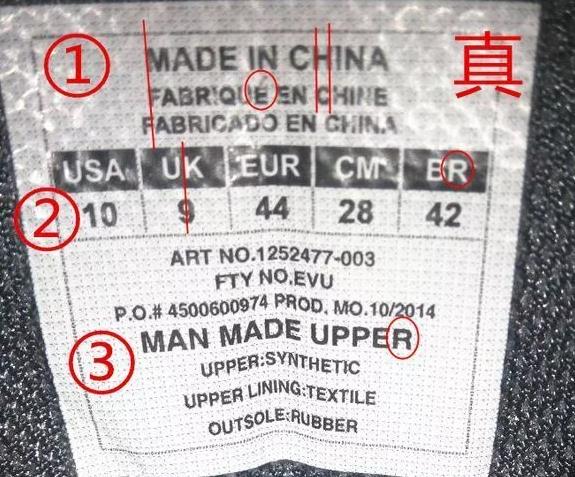 ① MADE IN CHINA 真
FABRIQUE EN CHINE
FABRICADO EN CHINA
USA UK EUR CM BR
② 10 9 44 28 42
ART NO.1252477-003
FTY NO.EVU
P.O.# 4500600974 PROD. MO.10/2014
③ MAN MADE UPPER
UPPER:SYNTHETIC
UPPER LINING:TEXTILE
OUTSOLE:RUBBER